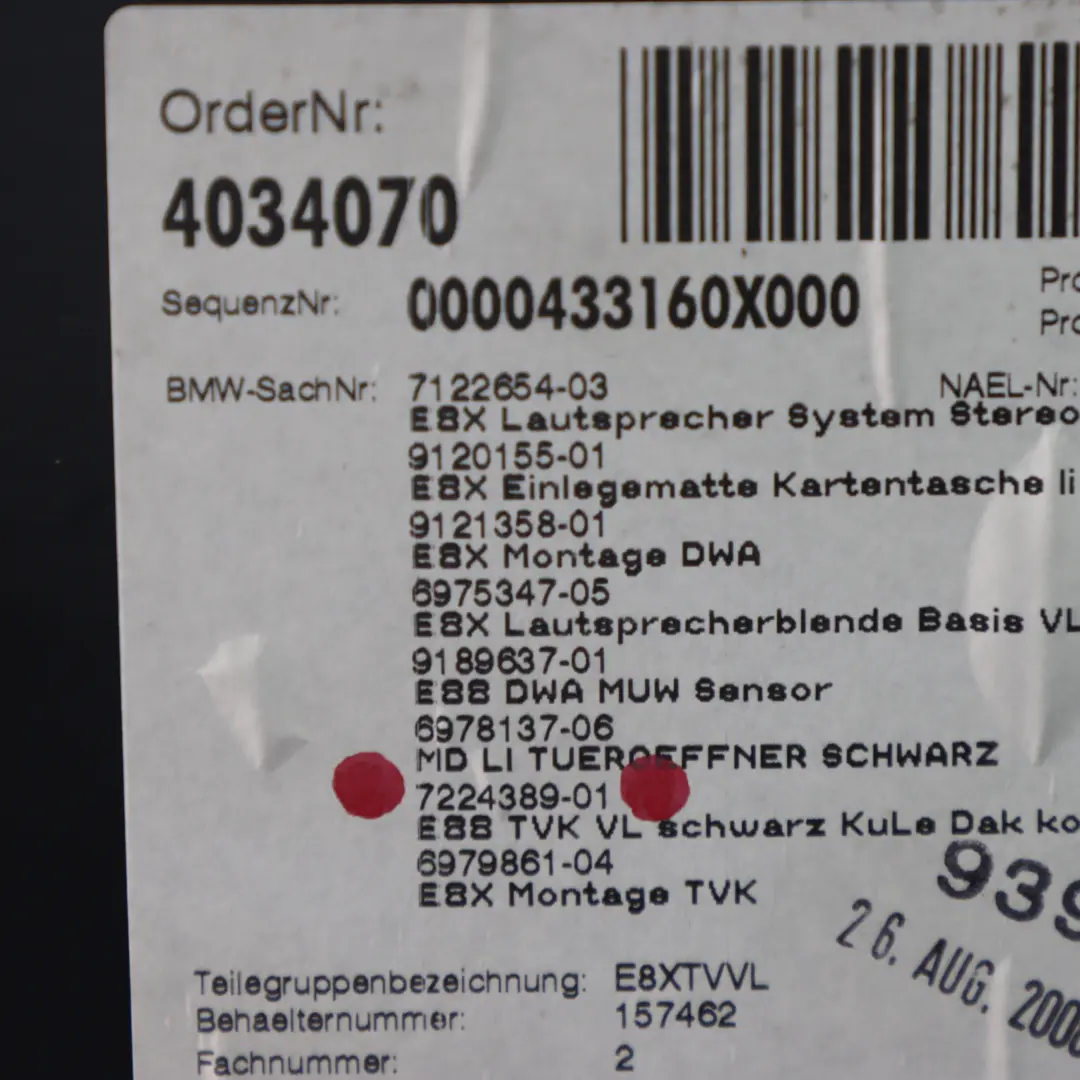 OrderNr:
4034070
SequenzNr: 0000433160X000
Pro
Pro
BMW-SachNr: 7122654-03 NAEL-Nr:
E8X Lautsprecher System Stereo
9120155-01
E8X Einlegematte Kartentasche li
9121358-01
E8X Montage DWA
6975347-05
E8X Lautsprecherblende Basis VL
9189637-01
E88 DWA MUW Sensor
6978137-06
MD LI TUEROEFFNER SCHWARZ
7224389-01
E88 TVK VL schwarz KuLe Dak ko
6979861-04
E8X Montage TVK
939
26. AUG. 200
Teilegruppenbezeichnung: E8XTVVL
Behaelternummer: 157462
Fachnummer: 2